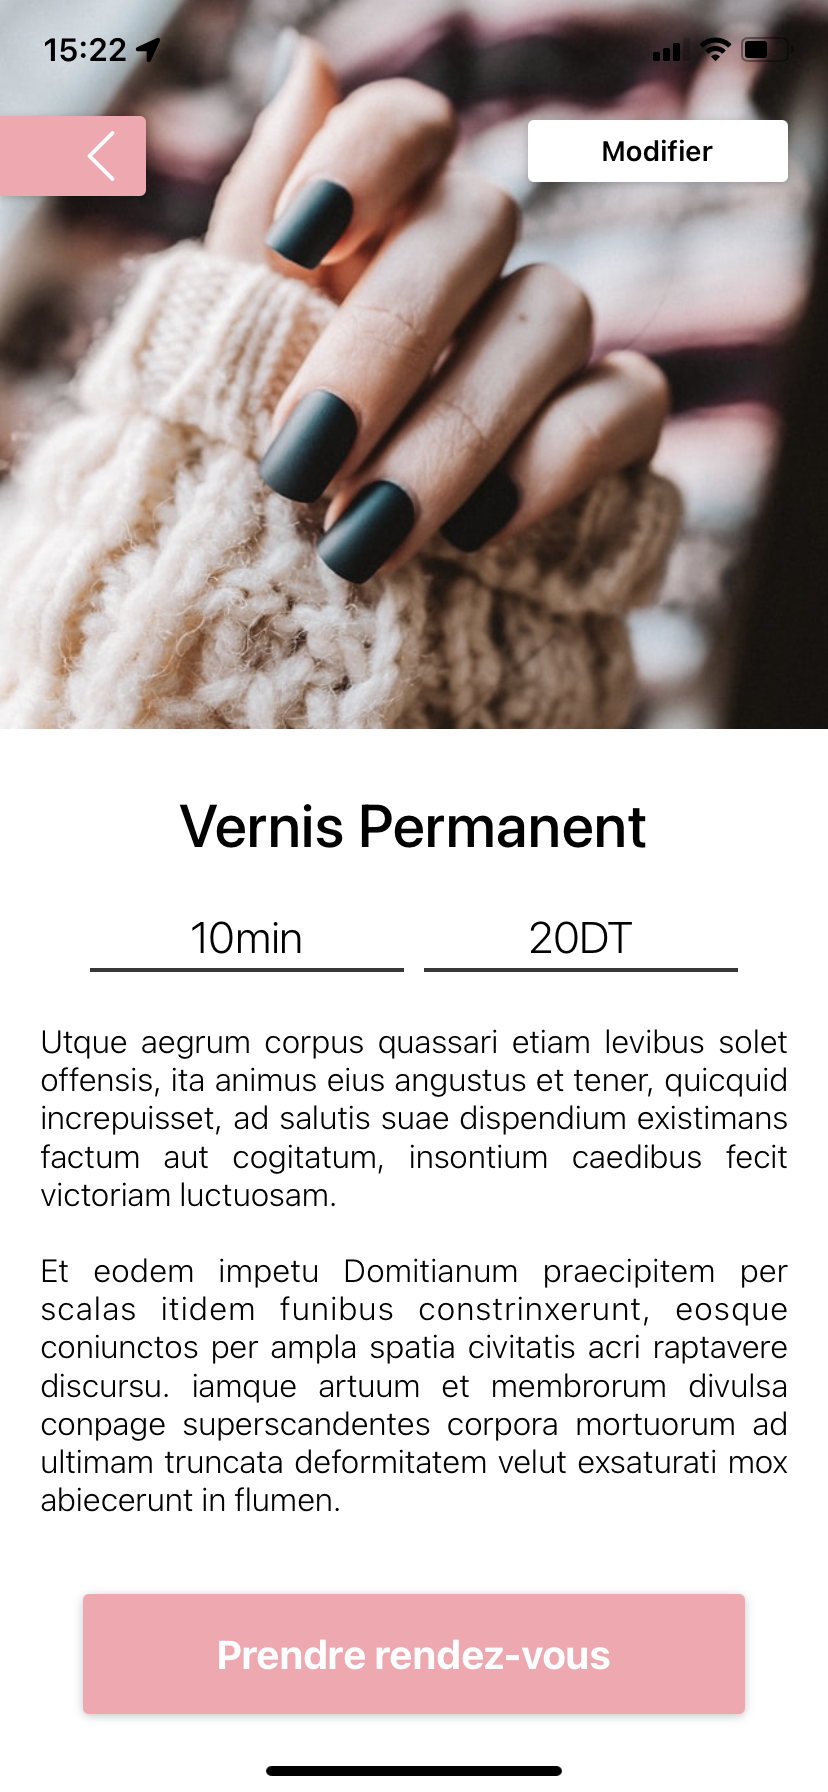 15:22
Modifier
Vernis Permanent
10min
20DT
Utque aegrum corpus quassari etiam levibus solet
offensis, ita animus eius angustus et tener, quicquid
increpuisset, ad salutis suae dispendium existimans
factum aut cogitatum, insontium caedibus fecit
victoriam luctuosam.
Et eodem impetu Domitianum praecipitem per
scalas itidem funibus constrinxerunt, eosque
coniunctos per ampla spatia civitatis acri raptavere
discursu. iamque artuum et membrorum divulsa
conpage superscandentes corpora mortuorum ad
ultimam truncata deformitatem velut exsaturati mox
abiecerunt in flumen.
Prendre rendez-vous